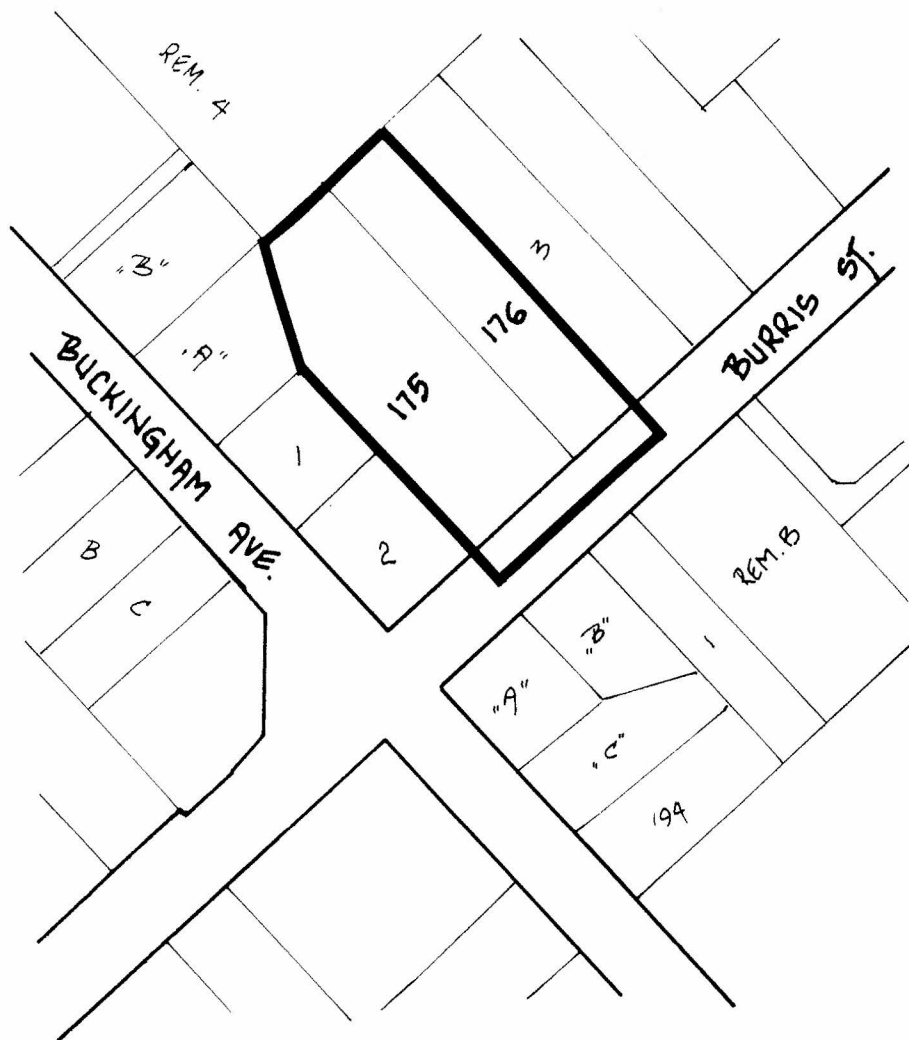 REM. 4
"B"
"A"
3
176
175
BURRIS ST.
BUCKINGHAM AVE.
1
2
B
C
REM. B
"B"
1
"A"
"C"
194